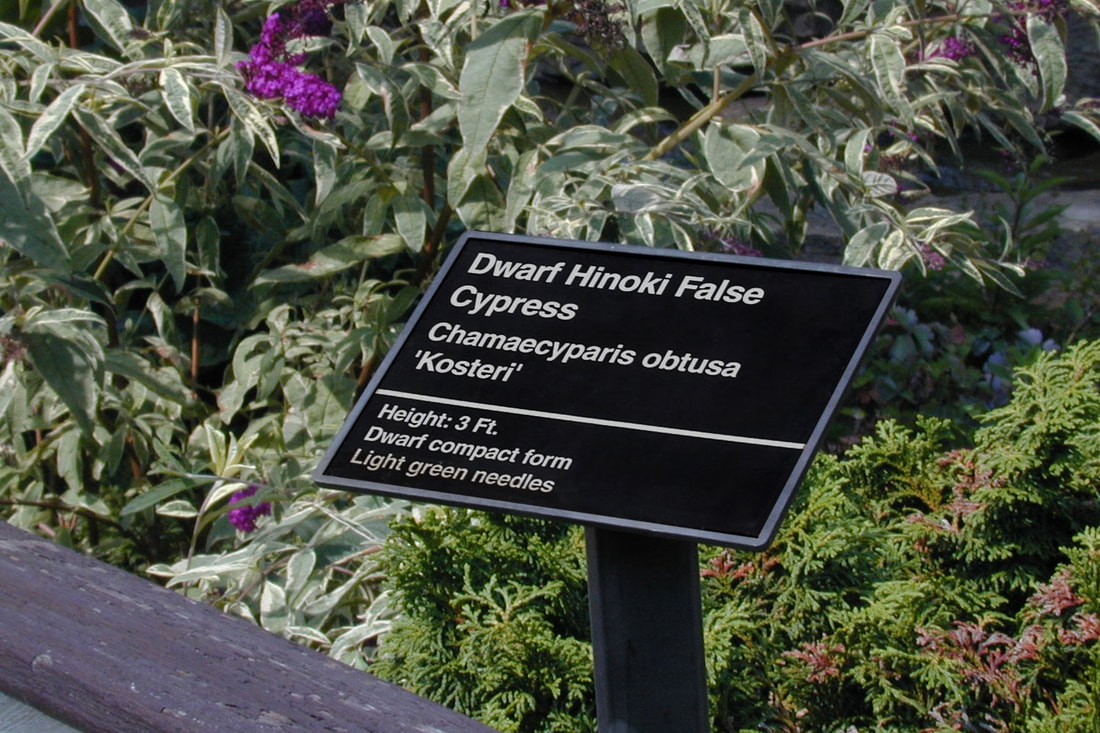 Dwarf Hinoki False
Cypress
Chamaecyparis obtusa
'Kosteri'
Height: 3 Ft.
Dwarf compact form
Light green needles